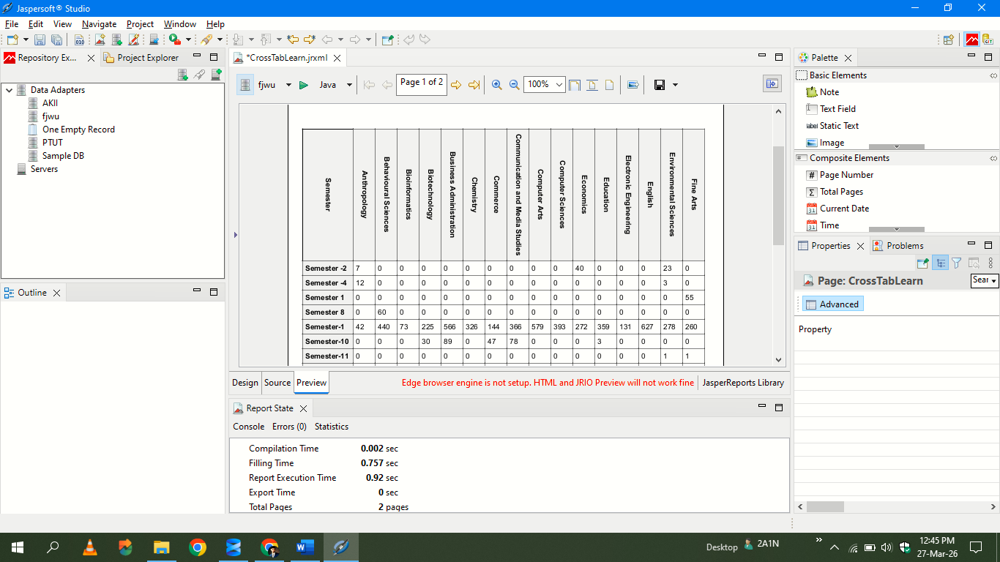 Jaspersoft® Studio
File Edit View Navigate Project Window Help
Repository Ex... Project Explorer
Data Adapters
AKII
fjwu
One Empty Record
PTUT
Sample DB
Servers
Outline
*CrossTabLearn.jrxml
fjwu Java Page 1 of 2 100%
Semester Anthropology Behavioural Sciences Bioinformatics Biotechnology Business Administration Chemistry Commerce Communication and Media Studies Computer Arts Computer Sciences Economics Education Electronic Engineering English Environmental Sciences Fine Arts
Semester -2 7 0 0 0 0 0 0 0 0 0 40 0 0 0 23 0
Semester -4 12 0 0 0 0 0 0 0 0 0 0 0 0 0 3 0
Semester 1 0 0 0 0 0 0 0 0 0 0 0 0 0 0 0 55
Semester 8 0 60 0 0 0 0 0 0 0 0 0 0 0 0 0 0
Semester-1 42 440 73 225 566 326 144 366 579 393 272 359 131 627 278 260
Semester-10 0 0 0 30 89 0 47 78 0 0 0 3 0 0 0 0
Semester-11 0 0 0 0 0 0 0 0 0 0 0 0 0 0 1 1
Design Source Preview Edge browser engine is not setup. HTML and JRIO Preview will not work fine JasperReports Library
Report State
Console Errors (0) Statistics
Compilation Time 0.002 sec
Filling Time 0.757 sec
Report Execution Time 0.92 sec
Export Time 0 sec
Total Pages 2 pages
Palette
Basic Elements
Note
Text Field
label Static Text
Image
Composite Elements
# Page Number
Σ Total Pages
31 Current Date
31 Time
Properties Problems
Page: CrossTabLearn Sear
Advanced
Property
Desktop 2A1N 12:45 PM
27-Mar-26